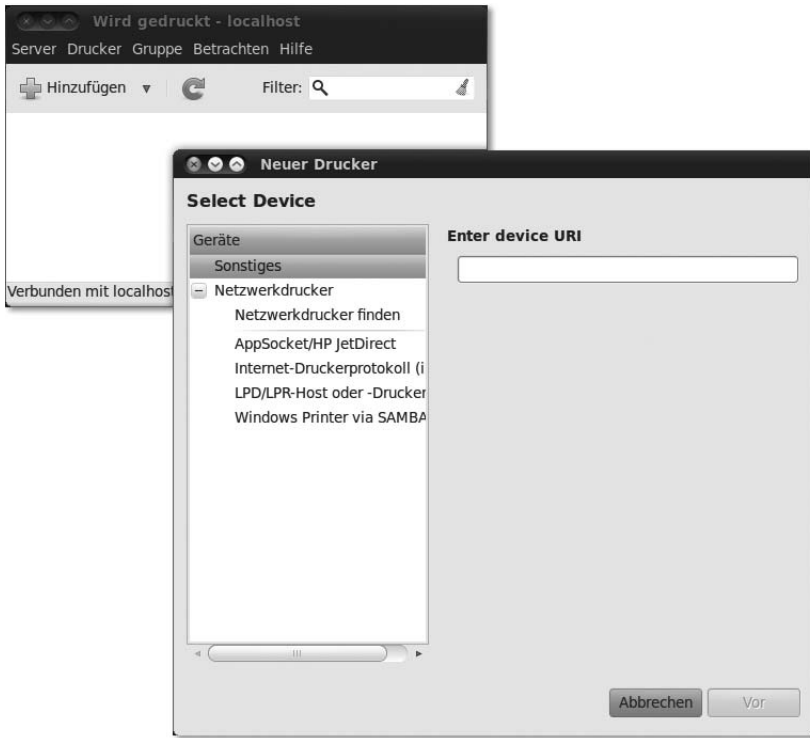 Wird gedruckt - localhost
Server Drucker Gruppe Betrachten Hilfe
Hinzufügen
Filter:
Verbunden mit localhost
Neuer Drucker
Select Device
Geräte
Sonstiges
Netzwerkdrucker
Netzwerkdrucker finden
AppSocket/HP JetDirect
Internet-Druckerprotokoll (i
LPD/LPR-Host oder -Drucker
Windows Printer via SAMBA
Enter device URI
Abbrechen
Vor